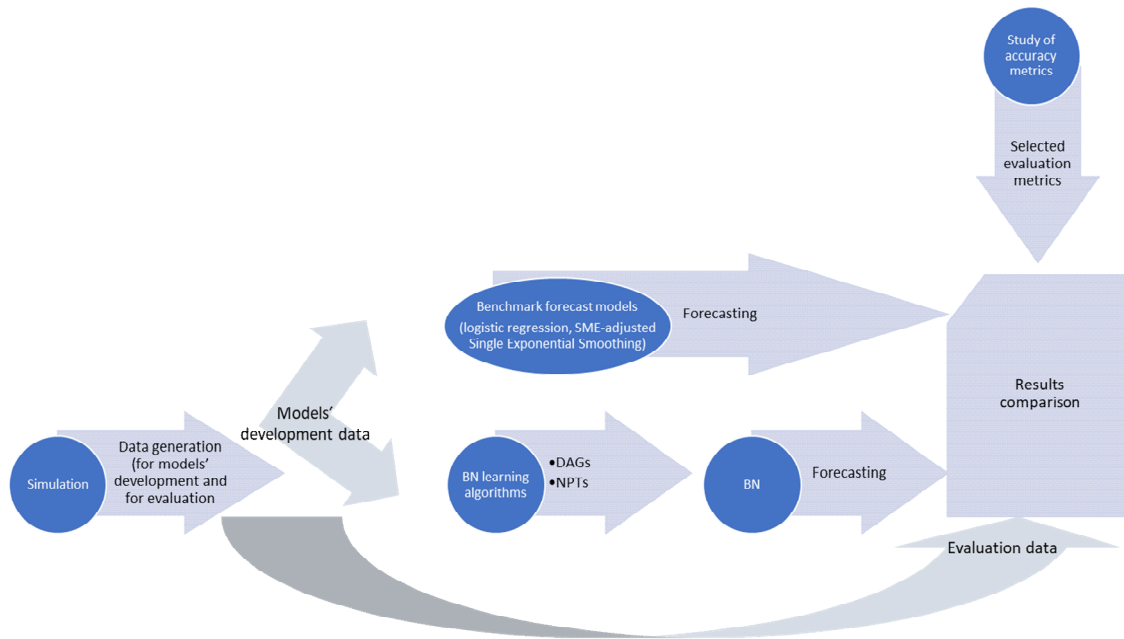 Study of
accuracy
metrics
Selected
evaluation
metrics
Benchmark forecast models
(logistic regression, SME-adjusted
Single Exponential Smoothing)
Forecasting
Results
comparison
Models'
development data
Simulation
Data generation
(for models'
development and
for evaluation
BN learning
algorithms
•DAGs
•NPTs
BN
Forecasting
Evaluation data